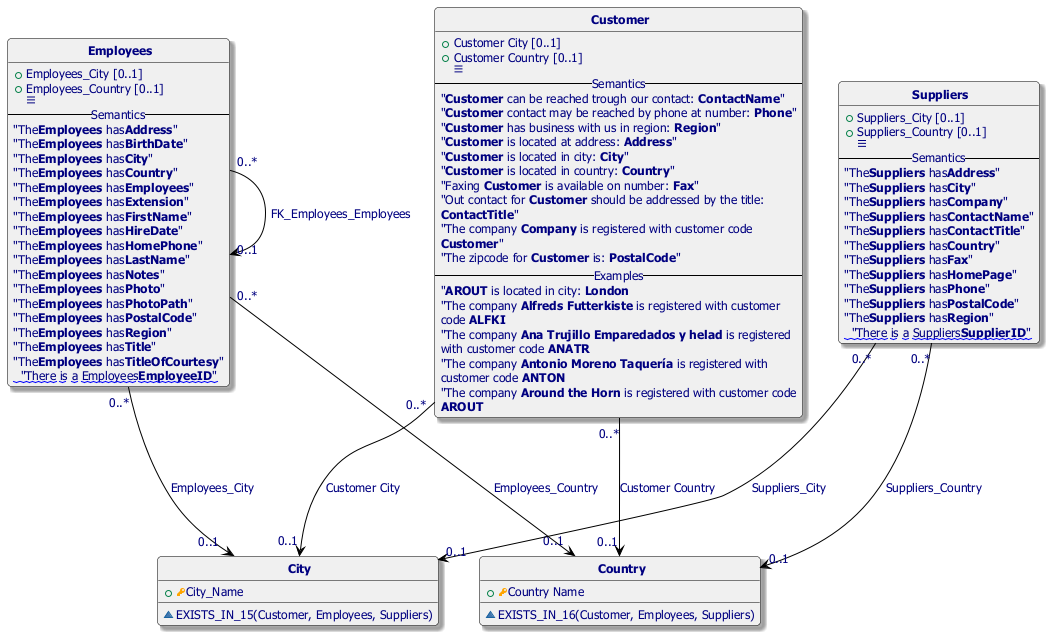 Employees
Employees_City [0..1]
Employees_Country [0..1]
Semantics
"TheEmployees hasAddress"
"TheEmployees hasBirthDate"
"TheEmployees hasCity"
"TheEmployees hasCountry"
"TheEmployees hasEmployees"
"TheEmployees hasExtension"
"TheEmployees hasFirstName"
"TheEmployees hasHireDate"
"TheEmployees hasHomePhone"
"TheEmployees hasLastName"
"TheEmployees hasNotes"
"TheEmployees hasPhoto"
"TheEmployees hasPhotoPath"
"TheEmployees hasPostalCode"
"TheEmployees hasRegion"
"TheEmployees hasTitle"
"TheEmployees hasTitleOfCourtesy"
"There is a EmployeesEmployeeID"
0..*
FK_Employees_Employees
0..1
0..*
0..*
Customer
Customer City [0..1]
Customer Country [0..1]
Semantics
"Customer can be reached trough our contact: ContactName"
"Customer contact may be reached by phone at number: Phone"
"Customer has business with us in region: Region"
"Customer is located at address: Address"
"Customer is located in city: City"
"Customer is located in country: Country"
"Faxing Customer is available on number: Fax"
"Out contact for Customer should be addressed by the title:
ContactTitle"
"The company Company is registered with customer code
Customer"
"The zipcode for Customer is: PostalCode"
Examples
"AROUT is located in city: London
"The company Alfreds Futterkiste is registered with customer
code ALFKI
"The company Ana Trujillo Emparedados y helad is registered
with customer code ANATR
"The company Antonio Moreno Taquería is registered with
customer code ANTON
"The company Around the Horn is registered with customer code
AROUT
0..*
0..*
Suppliers
Suppliers_City [0..1]
Suppliers_Country [0..1]
Semantics
"TheSuppliers hasAddress"
"TheSuppliers hasCity"
"TheSuppliers hasCompany"
"TheSuppliers hasContactName"
"TheSuppliers hasContactTitle"
"TheSuppliers hasCountry"
"TheSuppliers hasFax"
"TheSuppliers hasHomePage"
"TheSuppliers hasPhone"
"TheSuppliers hasPostalCode"
"TheSuppliers hasRegion"
"There is a SuppliersSupplierID"
0..*
0..*
Employees_City
Customer City
Employees_Country
Customer Country
Suppliers_City
Suppliers_Country
0..1
0..1
0..1
0..1
0..1
0..1
City
City_Name
EXISTS_IN_15(Customer, Employees, Suppliers)
Country
Country Name
EXISTS_IN_16(Customer, Employees, Suppliers)